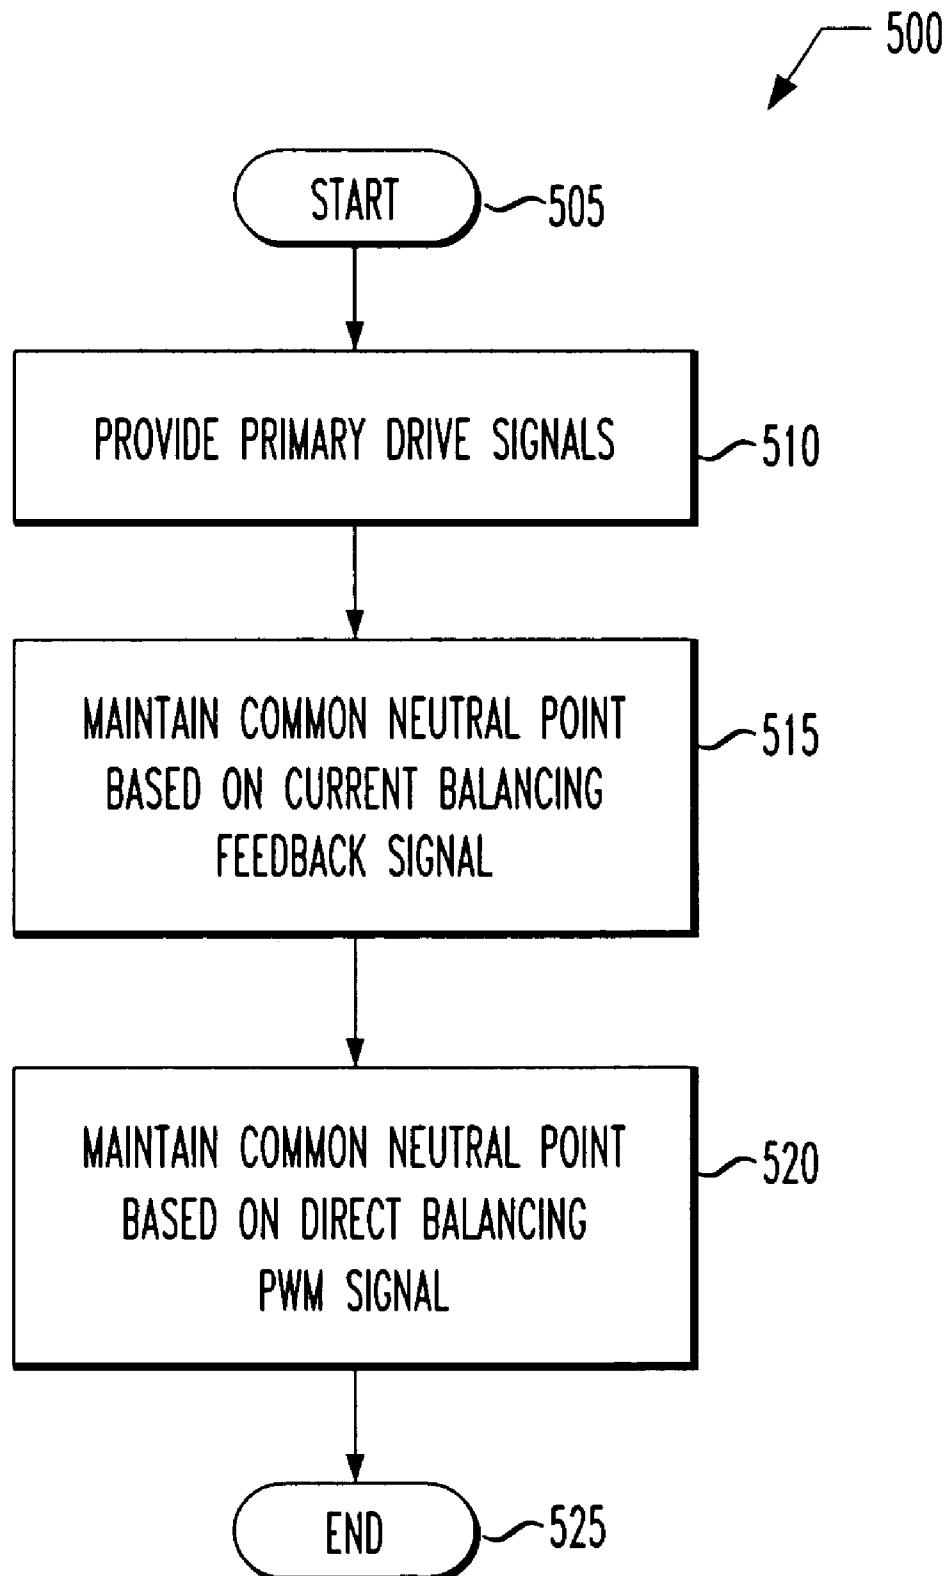 500
START
505
PROVIDE PRIMARY DRIVE SIGNALS
510
MAINTAIN COMMON NEUTRAL POINT
BASED ON CURRENT BALANCING
FEEDBACK SIGNAL
515
MAINTAIN COMMON NEUTRAL POINT
BASED ON DIRECT BALANCING
PWM SIGNAL
520
END
525